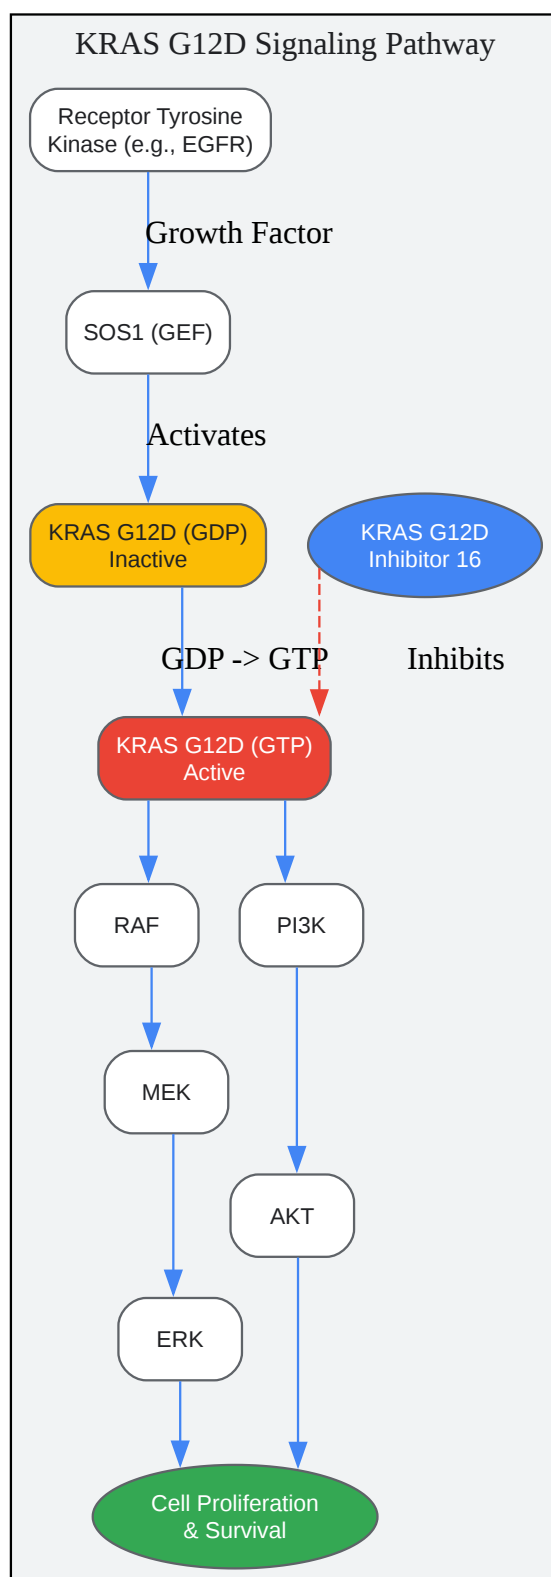 KRAS G12D Signaling Pathway
Receptor Tyrosine
Kinase (e.g., EGFR)
Growth Factor
SOS1 (GEF)
Activates
KRAS G12D (GDP)
Inactive
KRAS G12D
Inhibitor 16
GDP -> GTP
Inhibits
KRAS G12D (GTP)
Active
RAF
PI3K
MEK
AKT
ERK
Cell Proliferation
& Survival